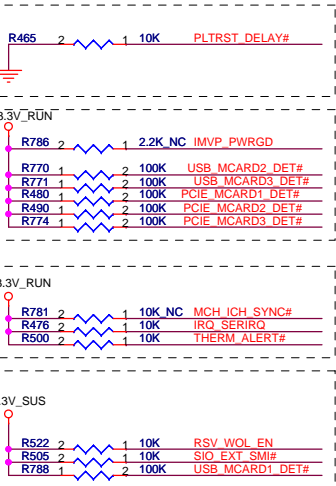 R465 2 1 10K PLTRST_DELAY#
.3V_RUN
R786 2 1 2.2K_NC IMVP_PWRGD
R770 1 2 100K USB_MCARD2_DET#
R771 1 2 100K USB_MCARD3_DET#
R480 1 2 100K PCIE_MCARD1_DET#
R490 1 2 100K PCIE_MCARD2_DET#
R774 1 2 100K PCIE_MCARD3_DET#
.3V_RUN
R781 2 1 10K_NC MCH_ICH_SYNC#
R476 2 1 10K IRQ_SERIRQ
R500 2 1 10K THERM_ALERT#
3V_SUS
R522 2 1 10K RSV_WOL_EN
R505 2 1 10K SIO_EXT_SMI#
R788 1 2 100K USB_MCARD1_DET#